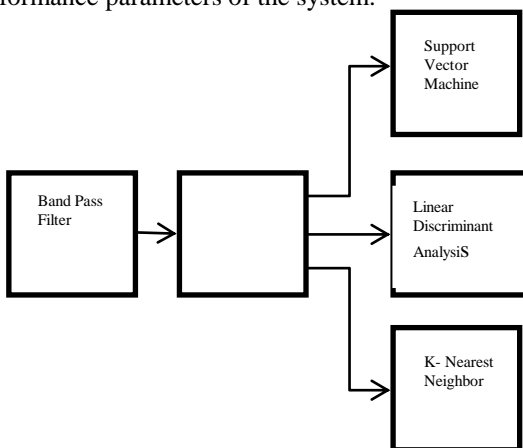 formance parameters of the system.
Support
Vector
Machine
Band Pass
Filter
Linear
Discriminant
AnalysiS
K- Nearest
Neighbor